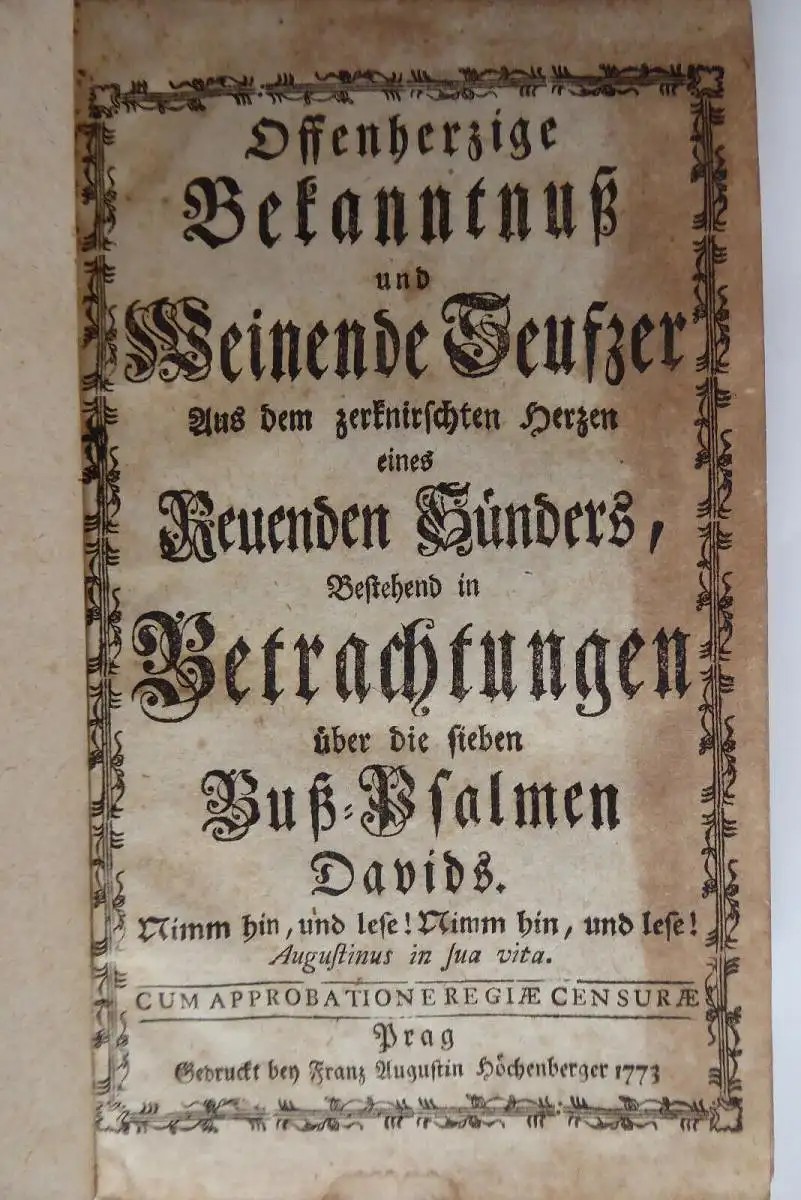 Offenherzige
Bekanntnuß
und
Weinende Seufzer
Aus dem zerknirschten Herzen
eines
Reuenden Sünders,
Bestehend in
Betrachtungen
über die sieben
Buß-Psalmen
Davids.
Nimm hin, und lese! Nimm hin, und lese!
Augustinus in sua vita.
CUM APPROBATIONE REGIÆ CENSURÆ
Prag
Gedruckt bey Franz Augustin Höchenberger 1773